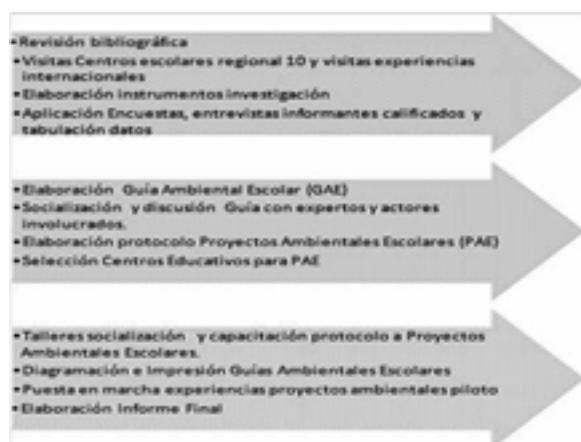 •Revisión bibliográfica
•Visitas Centros escolares regional 10 y visitas experiencias
internacionales
•Elaboración instrumentos investigación
•Aplicación Encuestas, entrevistas informantes calificados y
tabulación datos
•Elaboración Guía Ambiental Escolar (GAE)
•Socialización y discusión Guía con expertos y actores
involucrados.
•Elaboración protocolo Proyectos Ambientales Escolares (PAE)
•Selección Centros Educativos para PAE
•Talleres socialización y capacitación protocolo a Proyectos
Ambientales Escolares.
•Diagramación e Impresión Guías Ambientales Escolares
•Puesta en marcha experiencias proyectos ambientales piloto
•Elaboración Informe Final